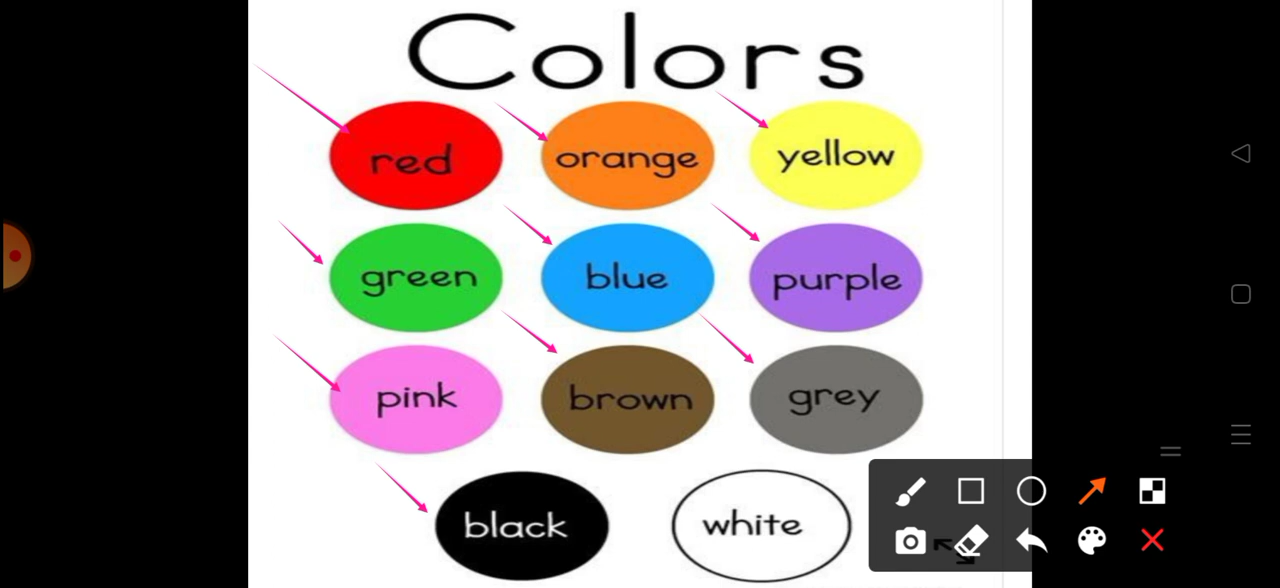 Colors
red orange yellow
green blue purple
pink brown grey
black white